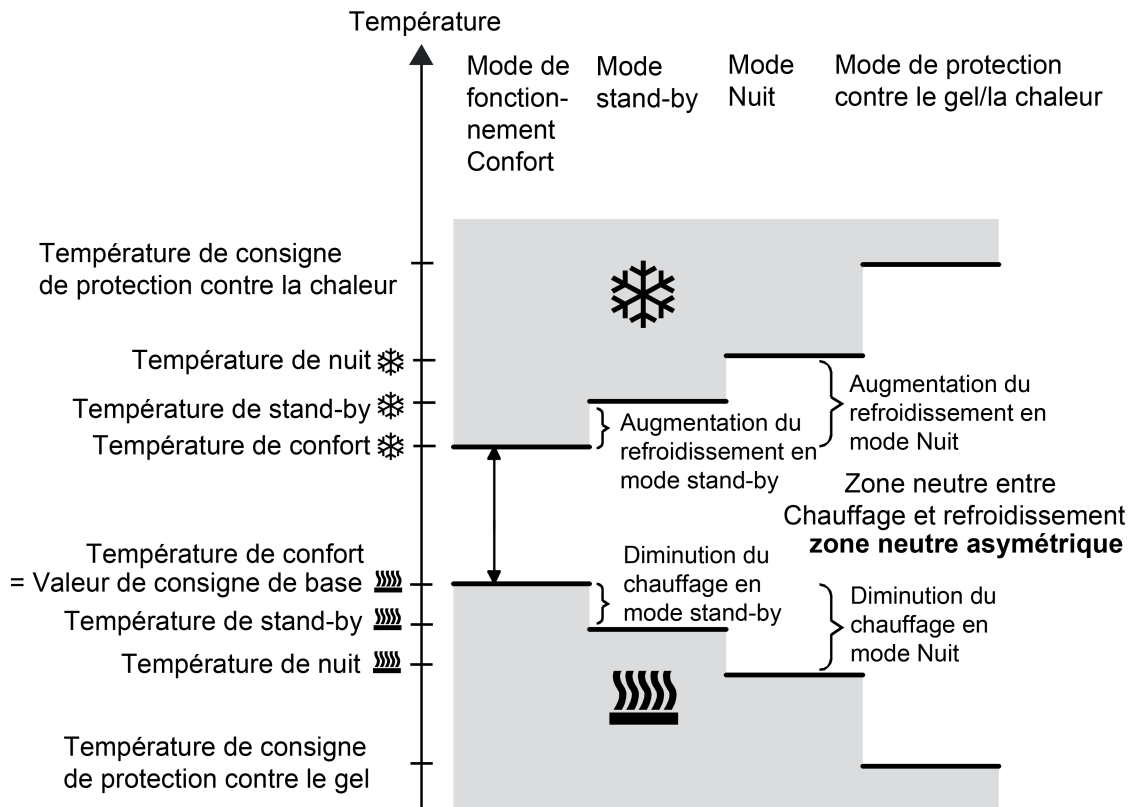 Température
Mode de
fonction-
nement
Confort
Mode
stand-by
Mode
Nuit
Mode de protection
contre le gel/la chaleur
Température de consigne
de protection contre la chaleur
Température de nuit
Température de stand-by
Température de confort
Augmentation du
refroidissement en
mode stand-by
Augmentation du
refroidissement en
mode Nuit
Zone neutre entre
Chauffage et refroidissement
zone neutre asymétrique
Température de confort
= Valeur de consigne de base
Température de stand-by
Température de nuit
Diminution du
chauffage en
mode stand-by
Diminution du
chauffage en
mode Nuit
Température de consigne
de protection contre le gel